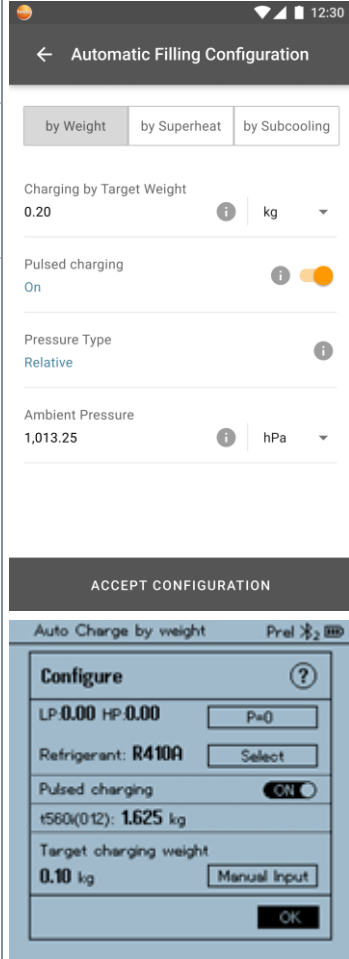 12:30
Automatic Filling Configuration
by Weight by Superheat by Subcooling
Charging by Target Weight
0.20 kg
Pulsed charging
On
Pressure Type
Relative
Ambient Pressure
1,013.25 hPa
ACCEPT CONFIGURATION
Auto Charge by weight Prel 2
Configure ?
LP:0.00 HP:0.00 P=0
Refrigerant: R410A Select
Pulsed charging ON
t560i(012): 1.625 kg
Target charging weight
0.10 kg Manual Input
OK